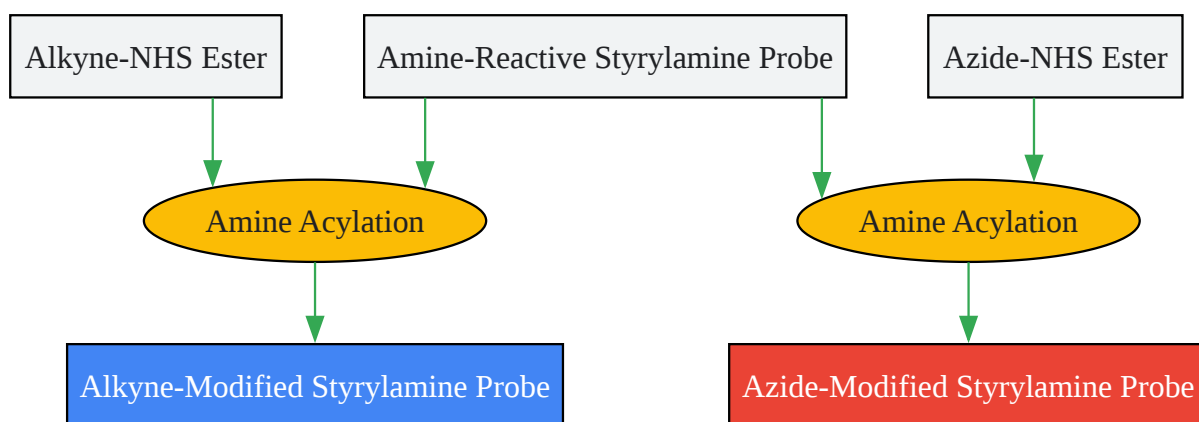 Alkyne-NHS Ester
Amine-Reactive Styrylamine Probe
Azide-NHS Ester
Amine Acylation
Amine Acylation
Alkyne-Modified Styrylamine Probe
Azide-Modified Styrylamine Probe